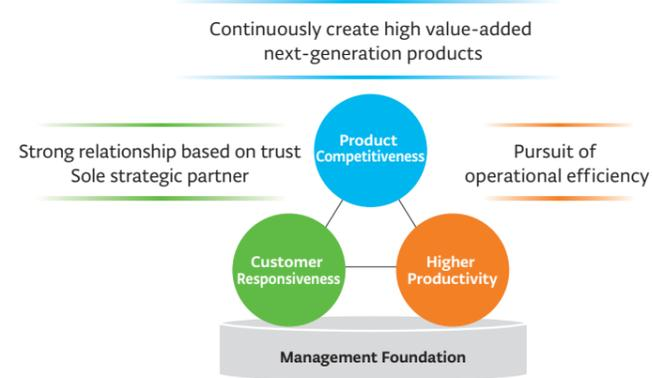 Continuously create high value-added
next-generation products
Product
Competitiveness
Strong relationship based on trust
Sole strategic partner
Pursuit of
operational efficiency
Customer
Responsiveness
Higher
Productivity
Management Foundation